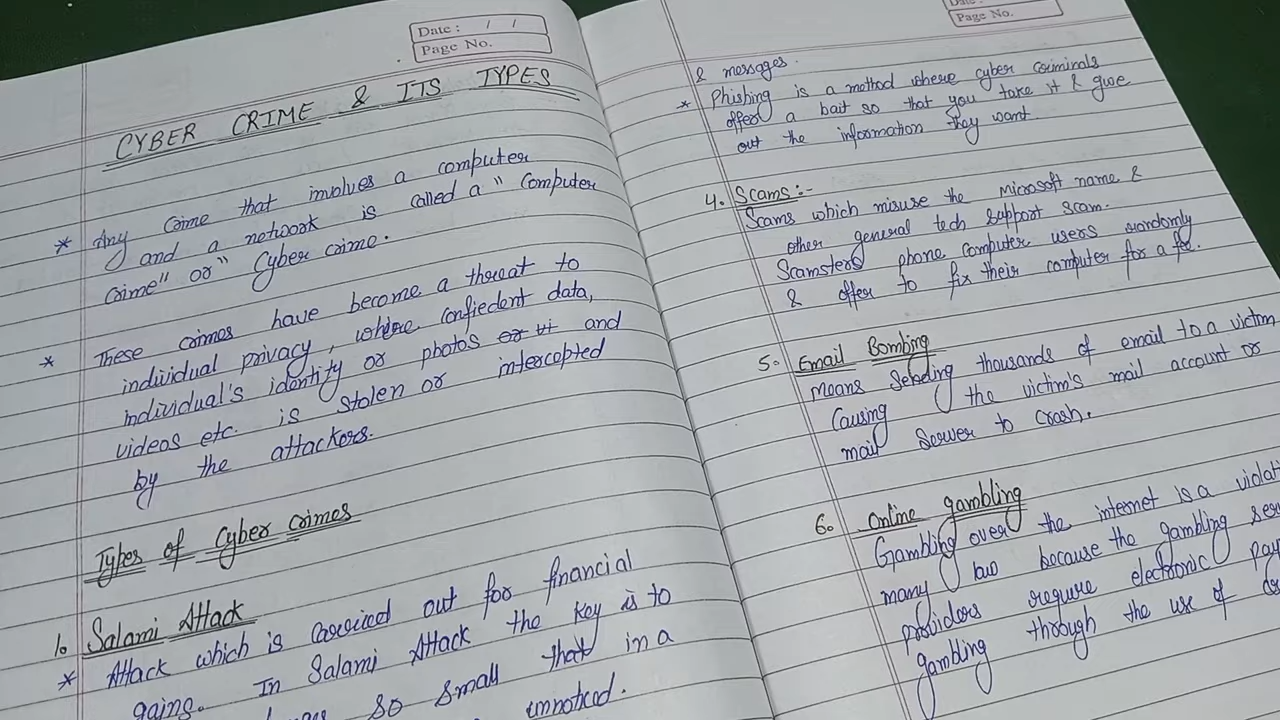 Date : / /
Page No.
CYBER CRIME & ITS TYPES
* Any crime that involves a computer
and a network is called a " Computer
crime" or " Cyber crime.
* These crimes have become a threat to
individual privacy, where confiedent data,
individual's identity or photos or vi and
videos etc. is stolen or intercepted
by the attackers.
Types of Cyber crimes
1. Salami Attack
* Attack which is carried out for financial
gains. In Salami Attack the key is to
so small that in a
unnoticed.
Date :
Page No.
& messages.
* Phishing is a method where cyber criminals
offer a bait so that you take it & give
out the information they want.
4. Scams:-
Scams which misuse the Microsoft name &
other general tech support scam.
Scamsters phone computer users randomly
& offer to fix their computer for a fee.
5. Email Bombing
means sending thousands of email to a victim,
Causing the victim's mail account or
mail server to crash.
6. Online gambling
Gambling over the internet is a
many law because the gambling
providers require electronic
gambling through the use of